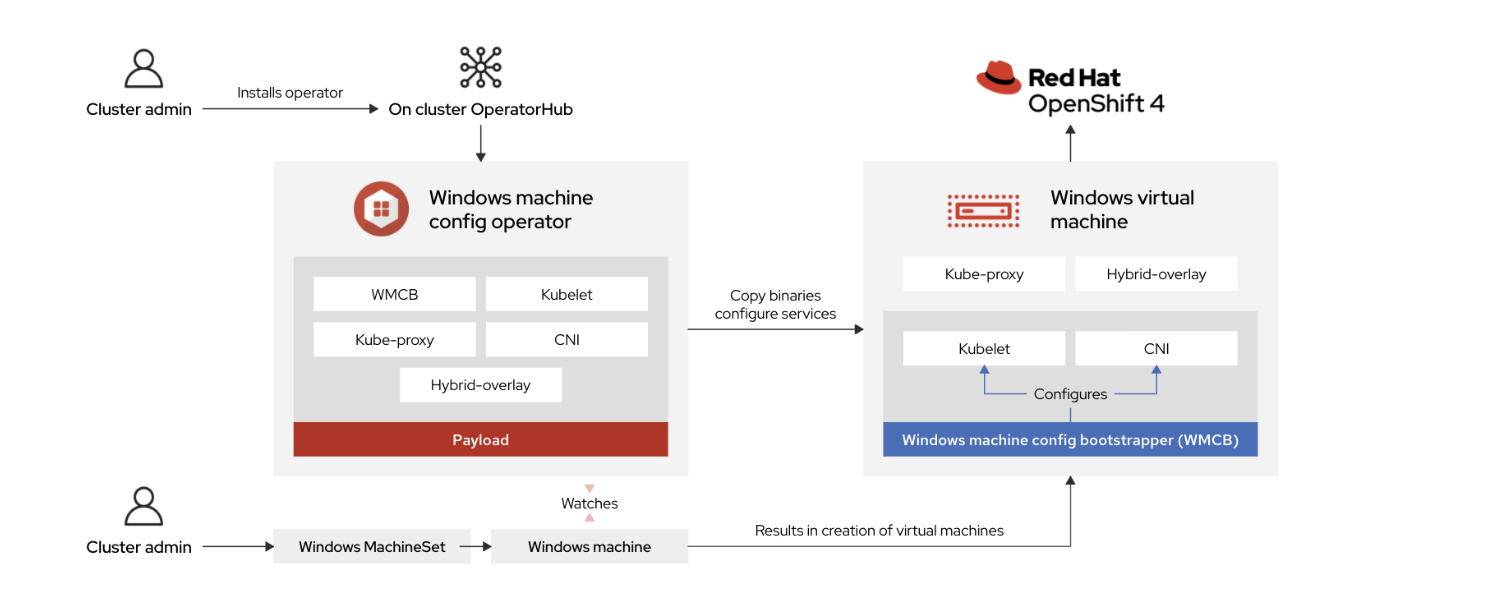 Installs operator
Cluster admin
On cluster OperatorHub
Red Hat
OpenShift 4
Windows machine
config operator
WMCB
Kubelet
Kube-proxy
CNI
Hybrid-overlay
Payload
Copy binaries
configure services
Windows virtual
machine
Kube-proxy
Hybrid-overlay
Kubelet
CNI
Configures
Windows machine config bootstrapper (WMCB)
Watches
Cluster admin
Windows MachineSet
Windows machine
Results in creation of virtual machines